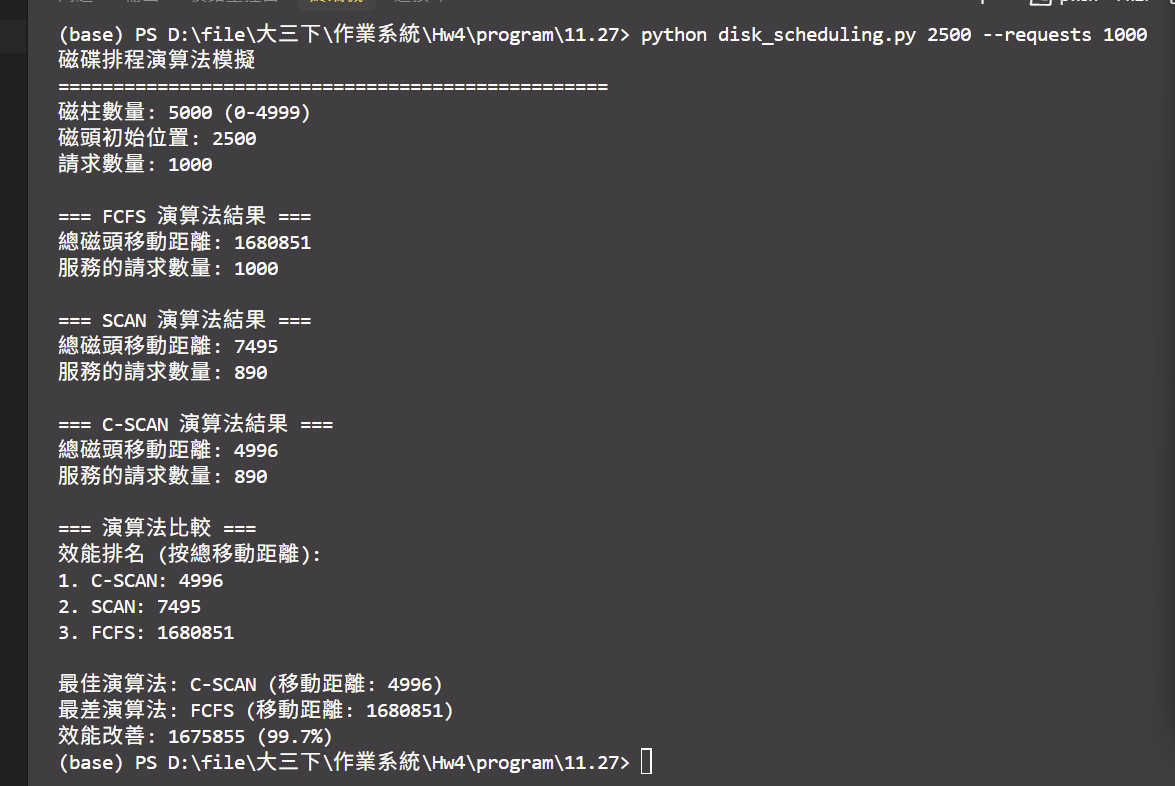 (base) PS D:\file\大三下\作業系統\Hw4\program\11.27> python disk_scheduling.py 2500 --requests 1000
磁碟排程演算法模擬
==================================================
磁柱數量: 5000 (0-4999)
磁頭初始位置: 2500
請求數量: 1000
=== FCFS 演算法結果 ===
總磁頭移動距離: 1680851
服務的請求數量: 1000
=== SCAN 演算法結果 ===
總磁頭移動距離: 7495
服務的請求數量: 890
=== C-SCAN 演算法結果 ===
總磁頭移動距離: 4996
服務的請求數量: 890
=== 演算法比較 ===
效能排名 (按總移動距離):
1. C-SCAN: 4996
2. SCAN: 7495
3. FCFS: 1680851
最佳演算法: C-SCAN (移動距離: 4996)
最差演算法: FCFS (移動距離: 1680851)
效能改善: 1675855 (99.7%)
(base) PS D:\file\大三下\作業系統\Hw4\program\11.27>